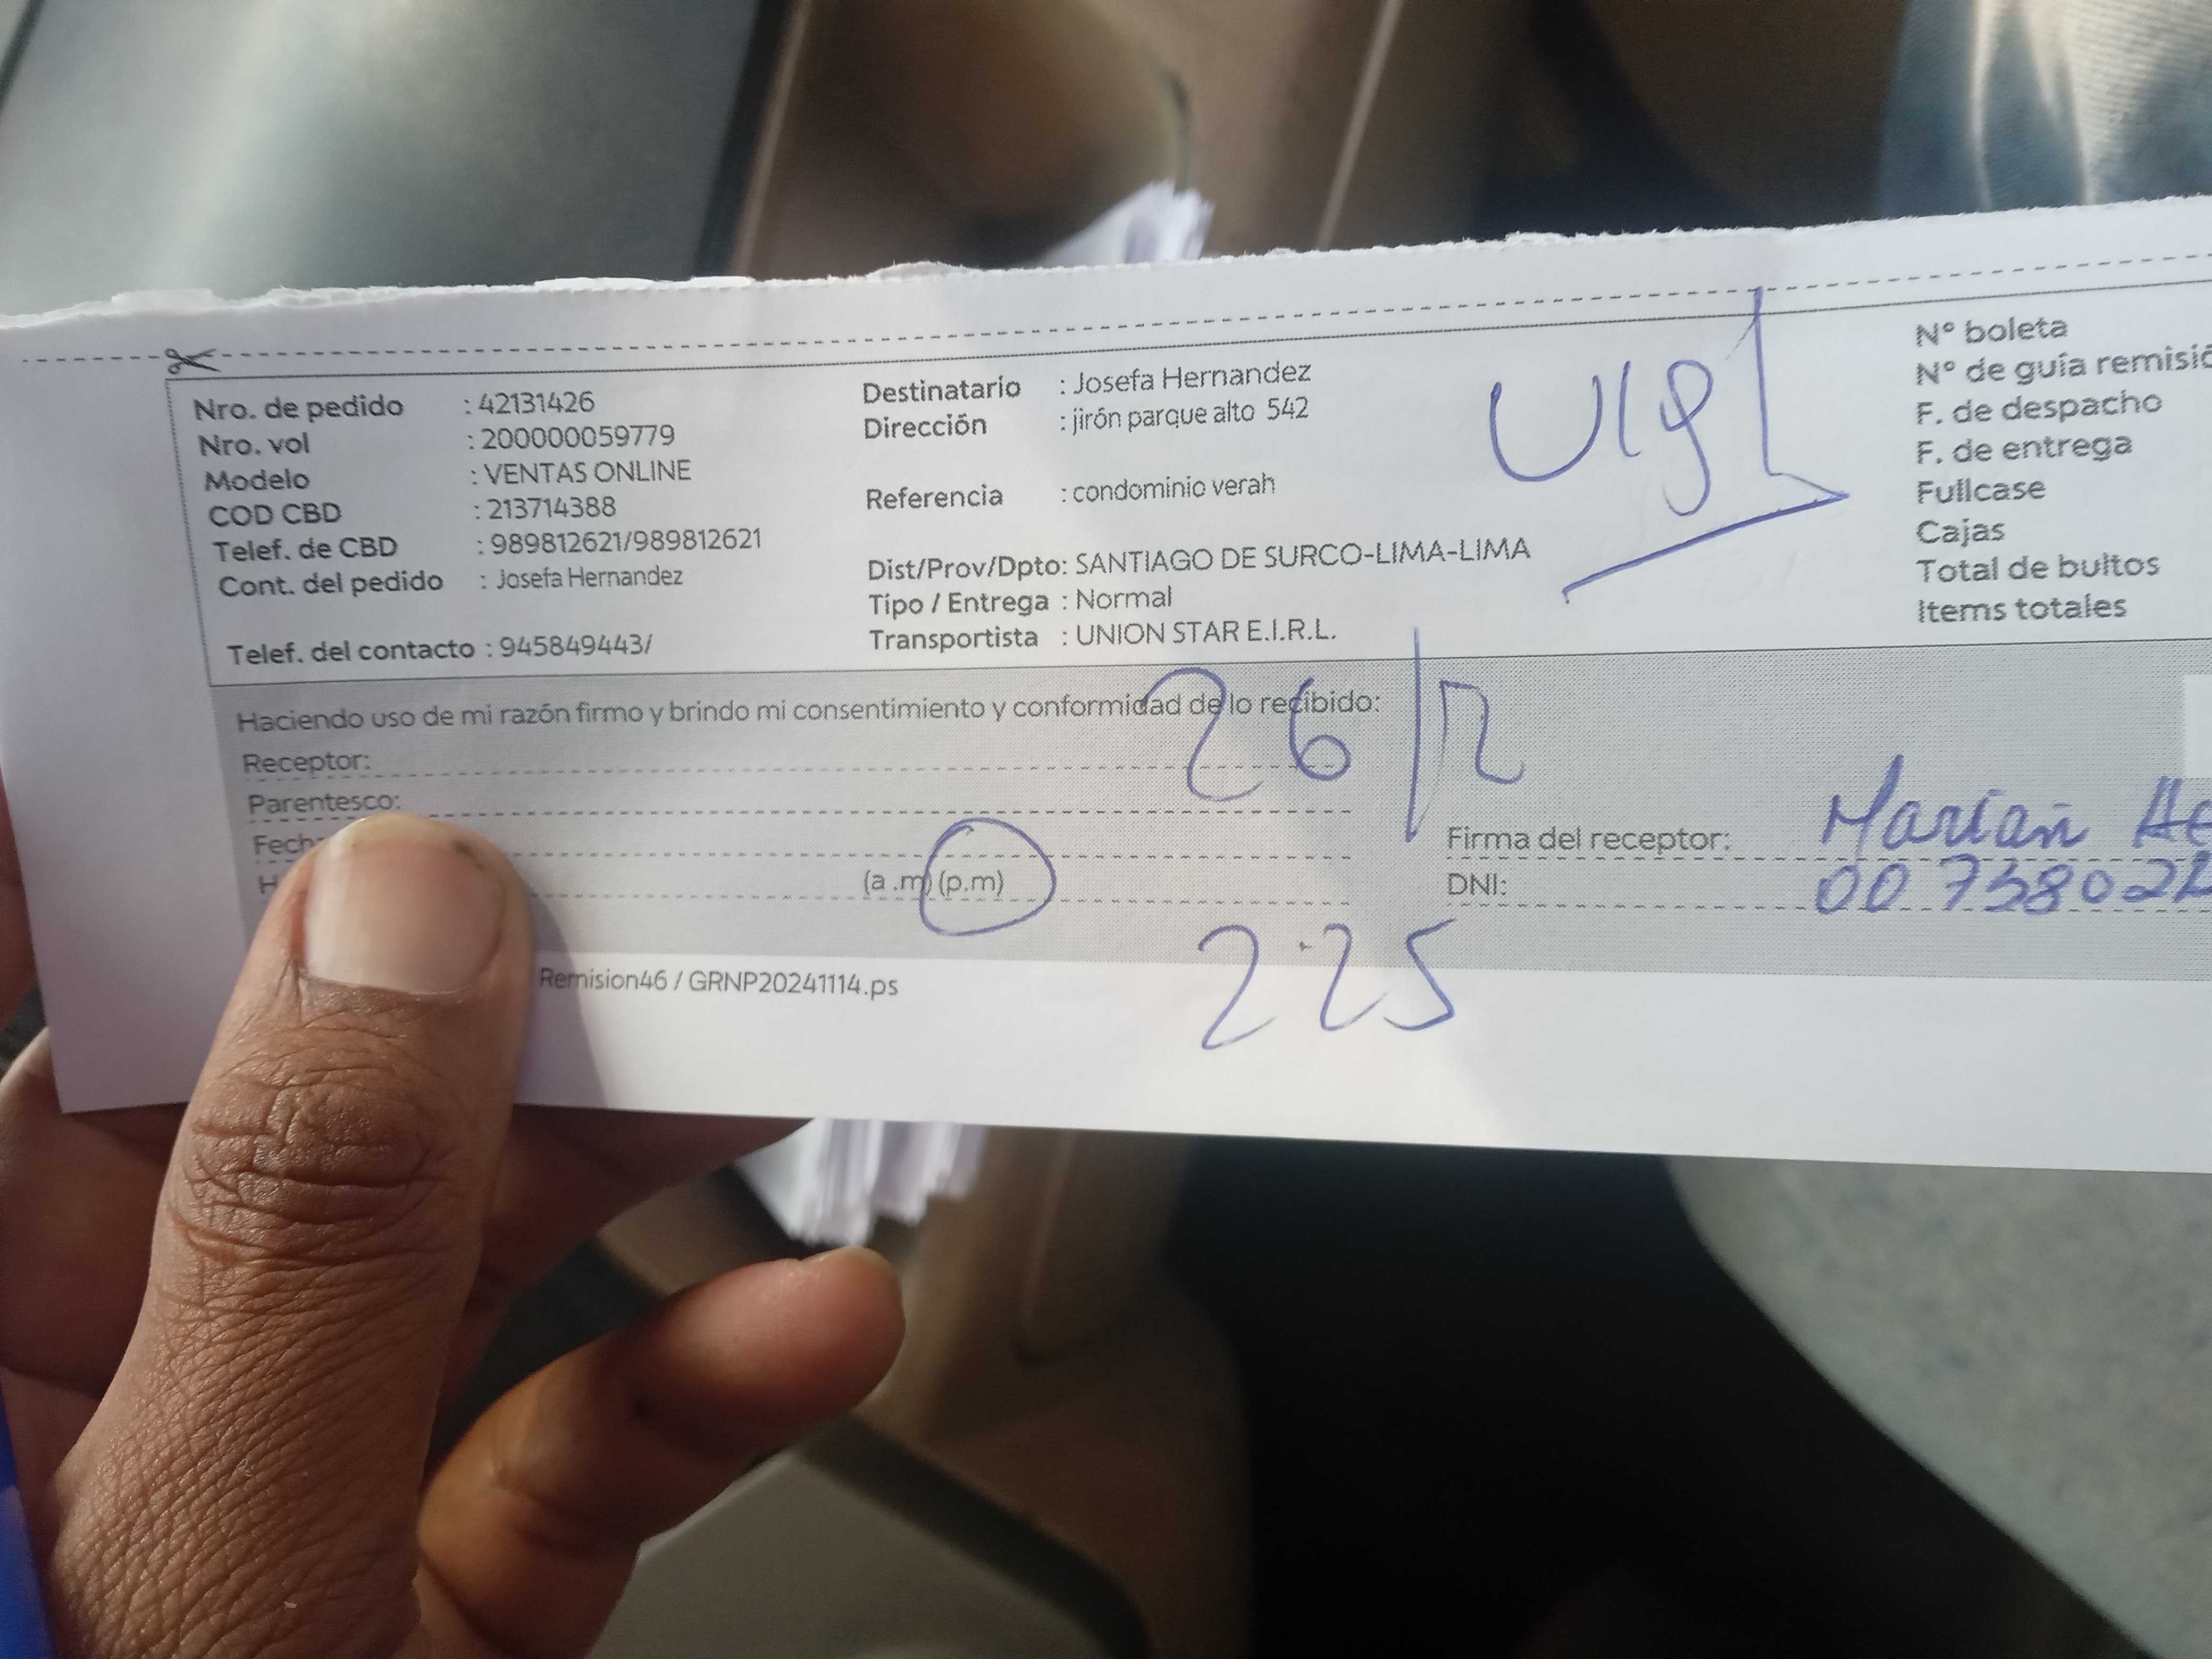 Nro. de pedido : 42131426
Nro. vol : 200000059779
Modelo : VENTAS ONLINE
COD CBD : 213714388
Telef. de CBD : 989812621/989812621
Cont. del pedido : Josefa Hernandez
Telef. del contacto : 945849443/
Destinatario : Josefa Hernandez
Dirección : jirón parque alto 542
Referencia : condominio verah
Dist/Prov/Dpto: SANTIAGO DE SURCO-LIMA-LIMA
Tipo / Entrega : Normal
Transportista : UNION STAR E.I.R.L.
Nº boleta
Nº de guía
F. de despacho
F. de entrega
Fullcase
Cajas
Total de bultos
Items totales
Haciendo uso de mi razón firmo y brindo mi consentimiento y conformidad de lo recibido:
26/12
Receptor:
Parentesco:
(a.m) (p.m)
2:25
Firma del receptor: Marian
DNI:
Remision46 / GRNP20241114.ps